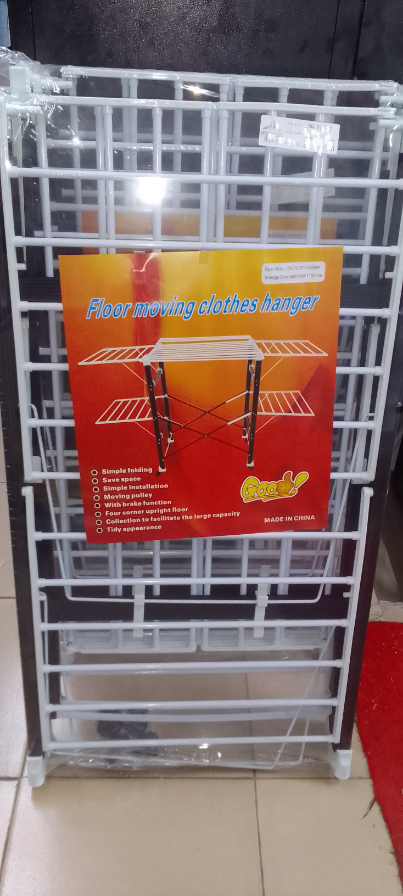 Floor moving clothes hanger
Simple folding
Save space
Simple installation
Moving pulley
With brake function
Four corner upright floor
Collection to facilitate the large capacity
Tidy appearance
Good!
MADE IN CHINA